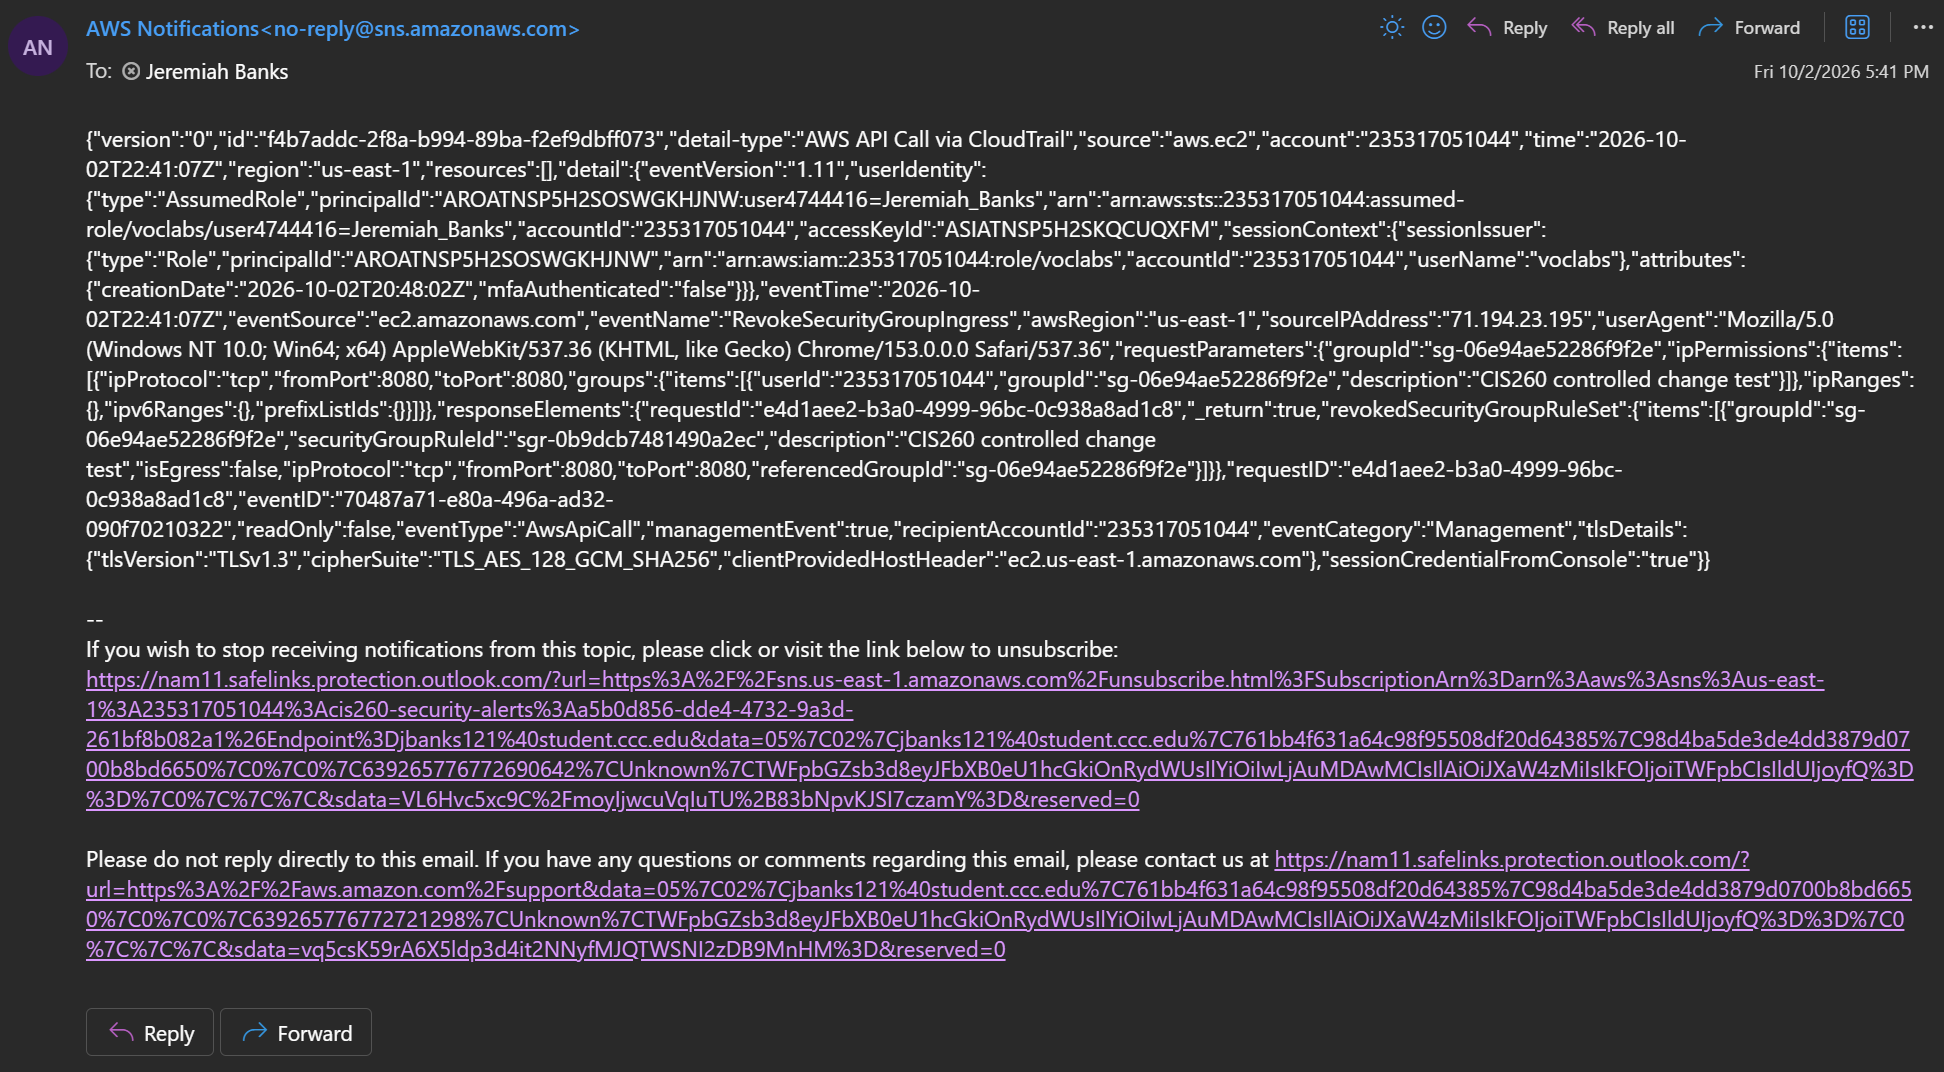 AN
AWS Notifications<no-reply@sns.amazonaws.com>
Reply
Reply all
Forward
To: Jeremiah Banks
Fri 10/2/2026 5:41 PM
{"version":"0","id":"f4b7addc-2f8a-b994-89ba-f2ef9dbff073","detail-type":"AWS API Call via CloudTrail","source":"aws.ec2","account":"235317051044","time":"2026-10-
02T22:41:07Z","region":"us-east-1","resources":[],"detail":{"eventVersion":"1.11","userIdentity":
{"type":"AssumedRole","principalId":"AROATNSP5H2SOSWGKHJNW:user4744416=Jeremiah_Banks","arn":"arn:aws:sts::235317051044:assumed-
role/voclabs/user4744416=Jeremiah_Banks","accountId":"235317051044","accessKeyId":"ASIATNSP5H2SKQCUQXFM","sessionContext":{"sessionIssuer":
{"type":"Role","principalId":"AROATNSP5H2SOSWGKHJNW","arn":"arn:aws:iam::235317051044:role/voclabs","accountId":"235317051044","userName":"voclabs"},"attributes":
{"creationDate":"2026-10-02T20:48:02Z","mfaAuthenticated":"false"}}},"eventTime":"2026-10-
02T22:41:07Z","eventSource":"ec2.amazonaws.com","eventName":"RevokeSecurityGroupIngress","awsRegion":"us-east-1","sourceIPAddress":"71.194.23.195","userAgent":"Mozilla/5.0
(Windows NT 10.0; Win64; x64) AppleWebKit/537.36 (KHTML, like Gecko) Chrome/153.0.0.0 Safari/537.36","requestParameters":{"groupId":"sg-06e94ae52286f9f2e","ipPermissions":{"items":
[{"ipProtocol":"tcp","fromPort":8080,"toPort":8080,"groups":{"items":[{"userId":"235317051044","groupId":"sg-06e94ae52286f9f2e","description":"CIS260 controlled change test"}]},"ipRanges":
{},"ipv6Ranges":{},"prefixListIds":{}}]}},"responseElements":{"requestId":"e4d1aee2-b3a0-4999-96bc-0c938a8ad1c8","_return":true,"revokedSecurityGroupRuleSet":{"items":[{"groupId":"sg-
06e94ae52286f9f2e","securityGroupRuleId":"sgr-0b9dcb7481490a2ec","description":"CIS260 controlled change
test","isEgress":false,"ipProtocol":"tcp","fromPort":8080,"toPort":8080,"referencedGroupId":"sg-06e94ae52286f9f2e"}]}},"requestID":"e4d1aee2-b3a0-4999-96bc-
0c938a8ad1c8","eventID":"70487a71-e80a-496a-ad32-
090f70210322","readOnly":false,"eventType":"AwsApiCall","managementEvent":true,"recipientAccountId":"235317051044","eventCategory":"Management","tlsDetails":
{"tlsVersion":"TLSv1.3","cipherSuite":"TLS_AES_128_GCM_SHA256","clientProvidedHostHeader":"ec2.us-east-1.amazonaws.com"},"sessionCredentialFromConsole":"true"}}
--
If you wish to stop receiving notifications from this topic, please click or visit the link below to unsubscribe:
https://nam11.safelinks.protection.outlook.com/?url=https%3A%2F%2Fsns.us-east-1.amazonaws.com%2Funsubscribe.html%3FSubscriptionArn%3Darn%3Aaws%3Asns%3Aus-east-
1%3A235317051044%3Acis260-security-alerts%3Aa5b0d856-dde4-4732-9a3d-
261bf8b082a1%26Endpoint%3Djbanks121%40student.ccc.edu&data=05%7C02%7Cjbanks121%40student.ccc.edu%7C761bb4f631a64c98f95508df20d64385%7C98d4ba5de3de4dd3879d07
00b8bd6650%7C0%7C0%7C639265776772690642%7CUnknown%7CTWFpbGZsb3d8eyJFbXB0eU1hcGkiOnRydWUsIlYiOiIwLjAuMDAwMCIsIlAiOiJXaW4zMiIsIkFOIjoiTWFpbCIsIldUIjoyfQ%3D
%3D%7C0%7C%7C%7C&sdata=VL6Hvc5xc9C%2FmoyIjwcuVqIuTU%2B83bNpvKJSI7czamY%3D&reserved=0
Please do not reply directly to this email. If you have any questions or comments regarding this email, please contact us at https://nam11.safelinks.protection.outlook.com/?
url=https%3A%2F%2Faws.amazon.com%2Fsupport&data=05%7C02%7Cjbanks121%40student.ccc.edu%7C761bb4f631a64c98f95508df20d64385%7C98d4ba5de3de4dd3879d0700b8bd665
0%7C0%7C0%7C639265776772721298%7CUnknown%7CTWFpbGZsb3d8eyJFbXB0eU1hcGkiOnRydWUsIlYiOiIwLjAuMDAwMCIsIlAiOiJXaW4zMiIsIkFOIjoiTWFpbCIsIldUIjoyfQ%3D%3D%7C0
%7C%7C%7C&sdata=vq5csK59rA6X5ldp3d4it2NNyfMJQTWSNI2zDB9MnHM%3D&reserved=0
Reply
Forward